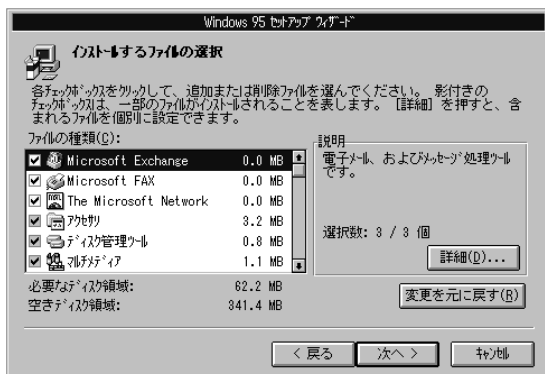 Windows 95 ｾｯﾄｱｯﾌﾟ ｳｨｻﾞｰﾄﾞ
ｲﾝｽﾄｰﾙするﾌｧｲﾙの選択
各ﾁｪｯｸﾎﾞｯｸｽをｸﾘｯｸして、追加または削除ﾌｧｲﾙを選んでください。 影付きの
ﾁｪｯｸﾎﾞｯｸｽは、一部のﾌｧｲﾙがｲﾝｽﾄｰﾙされることを表します。 [詳細] を押すと、含
まれるﾌｧｲﾙを個別に設定できます。
ﾌｧｲﾙの種類(C):
Microsoft Exchange 0.0 MB
Microsoft FAX 0.0 MB
The Microsoft Network 0.0 MB
ｱｸｾｻﾘ 3.2 MB
ﾃﾞｨｽｸ管理ﾂｰﾙ 0.8 MB
ﾏﾙﾁﾒﾃﾞｨｱ 1.1 MB
説明
電子ﾒｰﾙ、およびﾒｯｾｰｼﾞ処理ﾂｰﾙ
です。
選択数: 3 / 3 個
詳細(D)...
必要なﾃﾞｨｽｸ領域: 62.2 MB
空きﾃﾞｨｽｸ領域: 341.4 MB
変更を元に戻す(R)
< 戻る
次へ >
ｷｬﾝｾﾙ